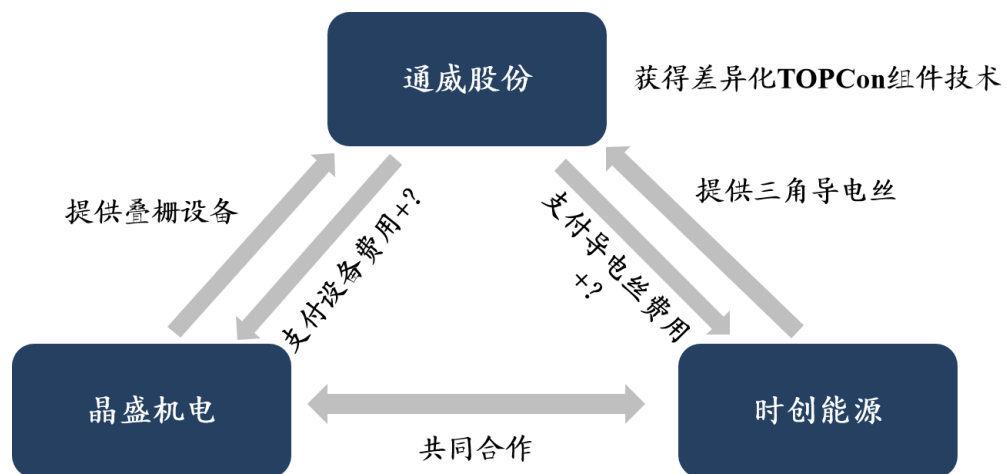 通威股份
获得差异化TOPCon组件技术
提供叠栅设备
支付设备费用+?
支付导电丝费用
+?
提供三角导电丝
晶盛机电
共同合作
时创能源